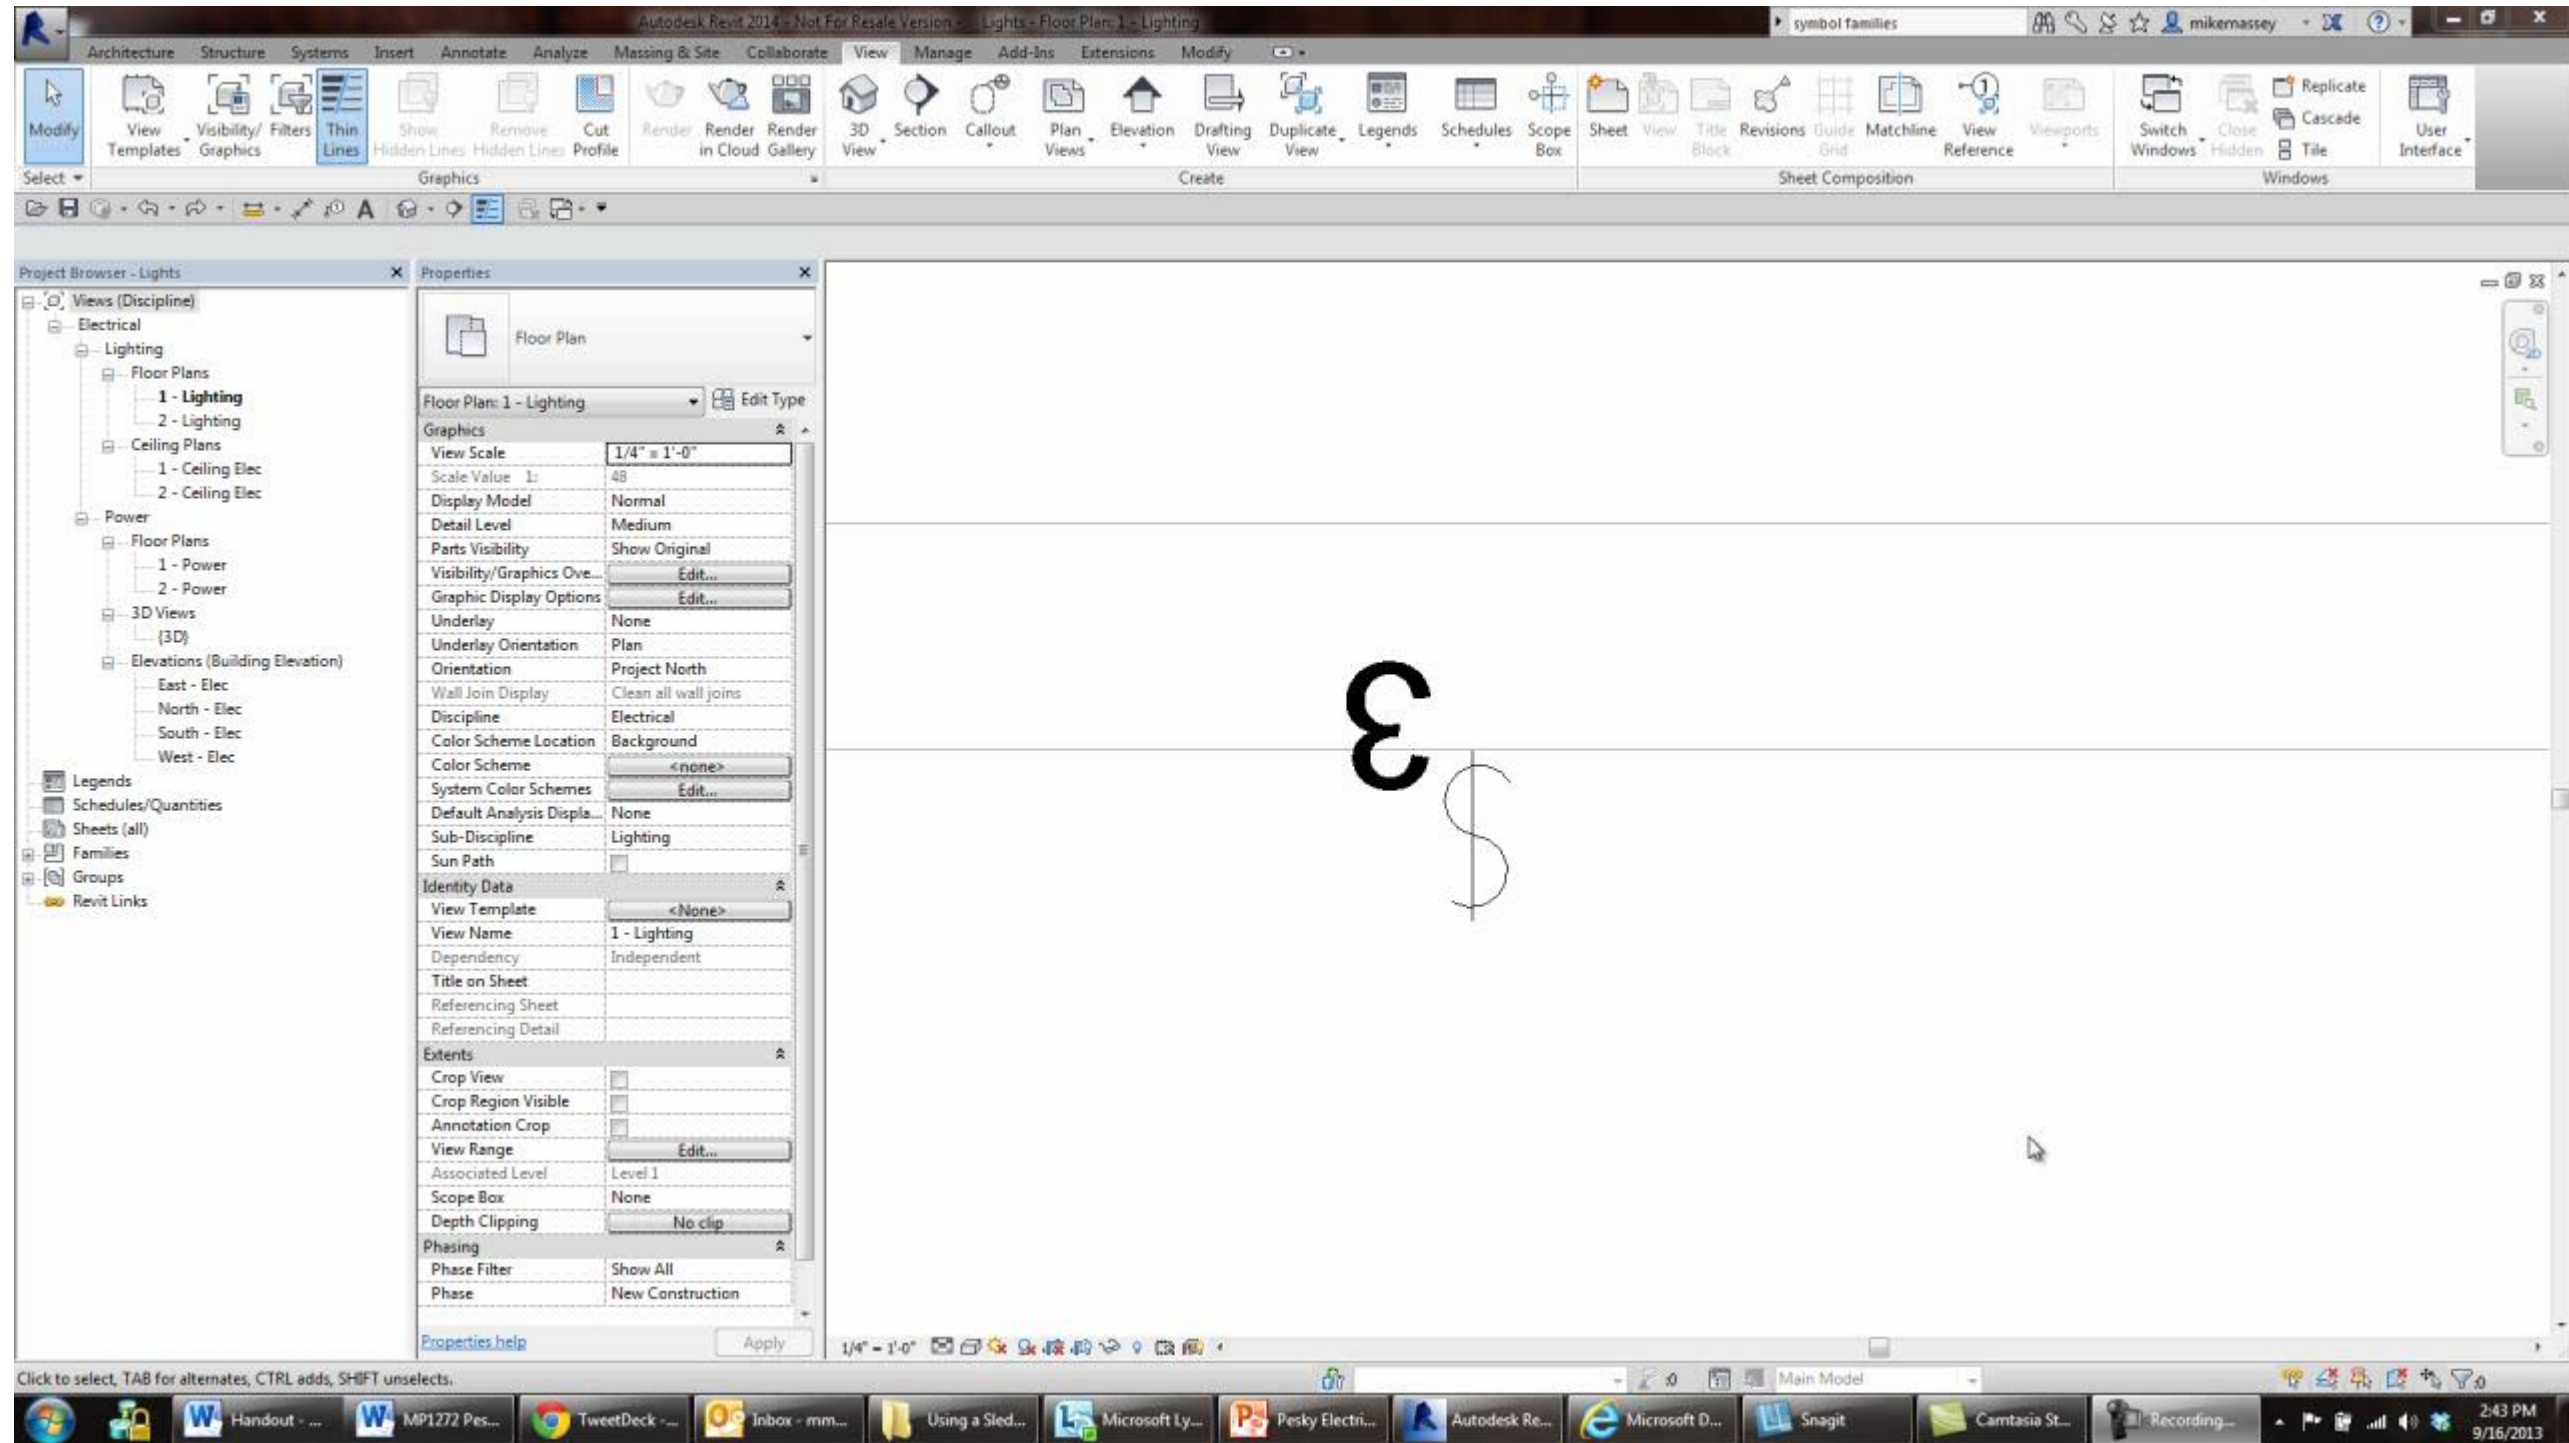 Autodesk Revit 2014 - Not For Resale Version - Lights - Floor Plan: 1 - Lighting
symbol families
mikemassey
Architecture Structure Systems Insert Annotate Analyze Massing & Site Collaborate View Manage Add-Ins Extensions Modify
Modify
View Templates
Visibility/ Graphics
Filters
Thin Lines
Show Hidden Lines
Remove Hidden Lines
Cut Profile
Render
Render in Cloud
Render Gallery
3D View
Section
Callout
Plan Views
Elevation
Drafting View
Duplicate View
Legends
Schedules
Scope Box
Sheet
View
Title Block
Revisions
Guide Grid
Matchline
View Reference
Viewports
Switch Windows
Close Hidden
Replicate
Cascade
Tile
User Interface
Select
Graphics
Create
Sheet Composition
Windows
Project Browser - Lights
Views (Discipline)
Electrical
Lighting
Floor Plans
1 - Lighting
2 - Lighting
Ceiling Plans
1 - Ceiling Elec
2 - Ceiling Elec
Power
Floor Plans
1 - Power
2 - Power
3D Views
{3D}
Elevations (Building Elevation)
East - Elec
North - Elec
South - Elec
West - Elec
Legends
Schedules/Quantities
Sheets (all)
Families
Groups
Revit Links
Properties
Floor Plan
Floor Plan: 1 - Lighting Edit Type
Graphics
View Scale 1/4" = 1'-0"
Scale Value 1: 48
Display Model Normal
Detail Level Medium
Parts Visibility Show Original
Visibility/Graphics Ove... Edit...
Graphic Display Options Edit...
Underlay None
Underlay Orientation Plan
Orientation Project North
Wall Join Display Clean all wall joins
Discipline Electrical
Color Scheme Location Background
Color Scheme <none>
System Color Schemes Edit...
Default Analysis Displa... None
Sub-Discipline Lighting
Sun Path
Identity Data
View Template <None>
View Name 1 - Lighting
Dependency Independent
Title on Sheet
Referencing Sheet
Referencing Detail
Extents
Crop View
Crop Region Visible
Annotation Crop
View Range Edit...
Associated Level Level 1
Scope Box None
Depth Clipping No clip
Phasing
Phase Filter Show All
Phase New Construction
Properties help Apply
3
$
1/4" = 1'-0"
Click to select, TAB for alternates, CTRL adds, SHIFT unselects.
:0
Main Model
:0
Handout - ...
MP1272 Pes...
TweetDeck -...
Inbox - mm...
Using a Sled...
Microsoft Ly...
Pesky Electri...
Autodesk Re...
Microsoft D...
Snagit
Camtasia St...
Recording...
2:43 PM
9/16/2013